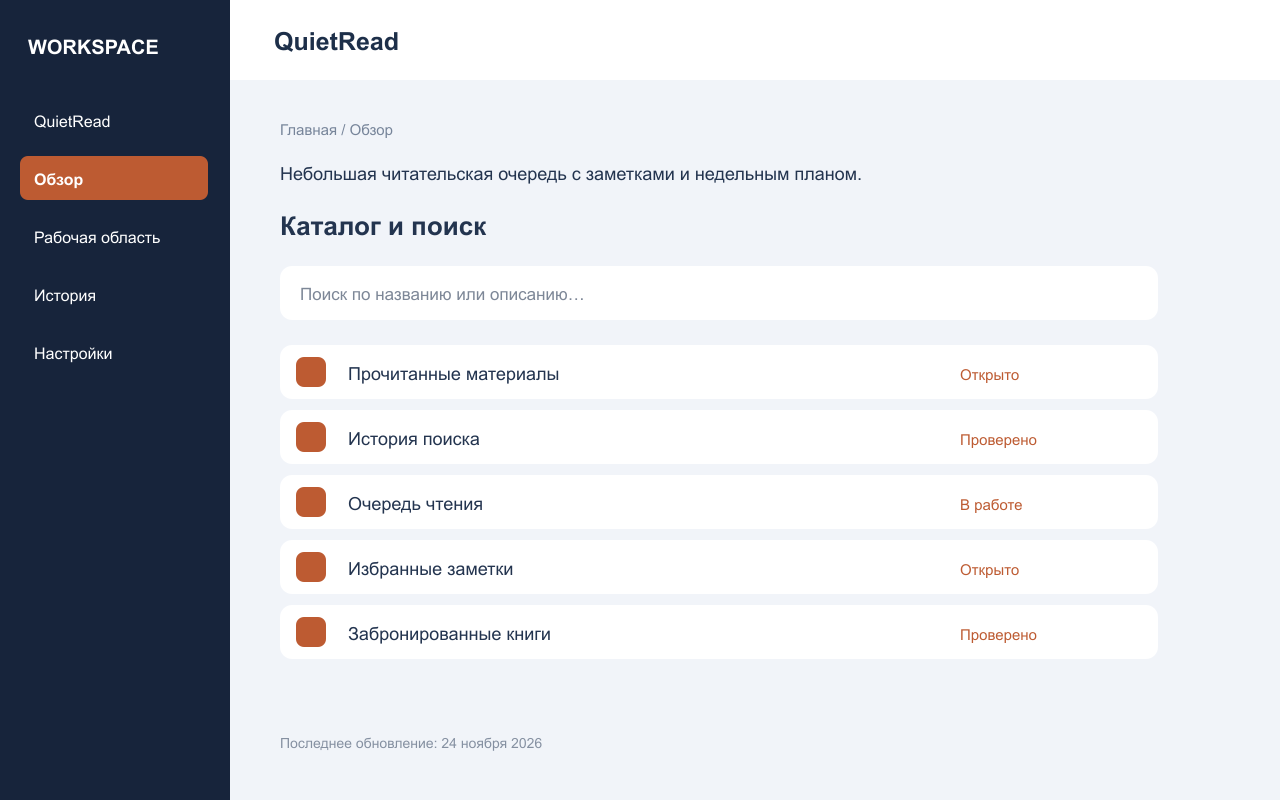 WORKSPACE
QuietRead
Обзор
Рабочая область
История
Настройки
QuietRead
Главная / Обзор
Небольшая читательская очередь с заметками и недельным планом.
Каталог и поиск
Поиск по названию или описанию…
Прочитанные материалы Открыто
История поиска Проверено
Очередь чтения В работе
Избранные заметки Открыто
Забронированные книги Проверено
Последнее обновление: 24 ноября 2026